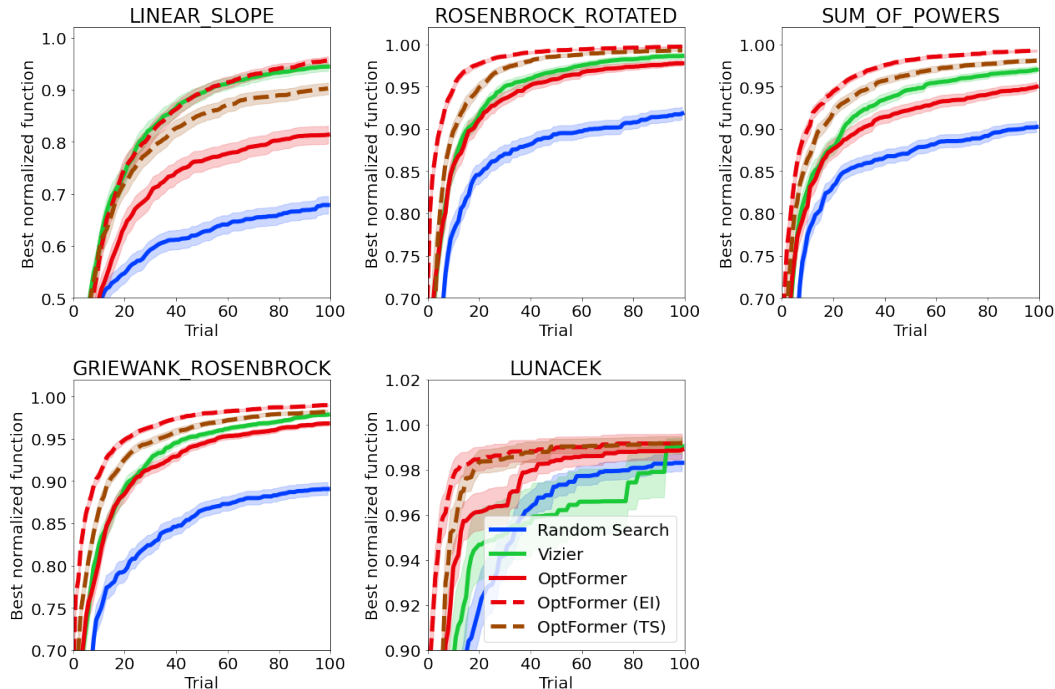 LINEAR_SLOPE
Best normalized function
1.0
0.9
0.8
0.7
0.6
0.5
0 20 40 60 80 100
Trial
ROSENBROCK_ROTATED
Best normalized function
1.00
0.95
0.90
0.85
0.80
0.75
0.70
0 20 40 60 80 100
Trial
SUM_OF_POWERS
Best normalized function
1.00
0.95
0.90
0.85
0.80
0.75
0.70
0 20 40 60 80 100
Trial
GRIEWANK_ROSENBROCK
Best normalized function
1.00
0.95
0.90
0.85
0.80
0.75
0.70
0 20 40 60 80 100
Trial
LUNACEK
Best normalized function
1.02
1.00
0.98
0.96
0.94
0.92
0.90
0 20 40 60 80 100
Trial
Random Search
Vizier
OptFormer
OptFormer (EI)
OptFormer (TS)